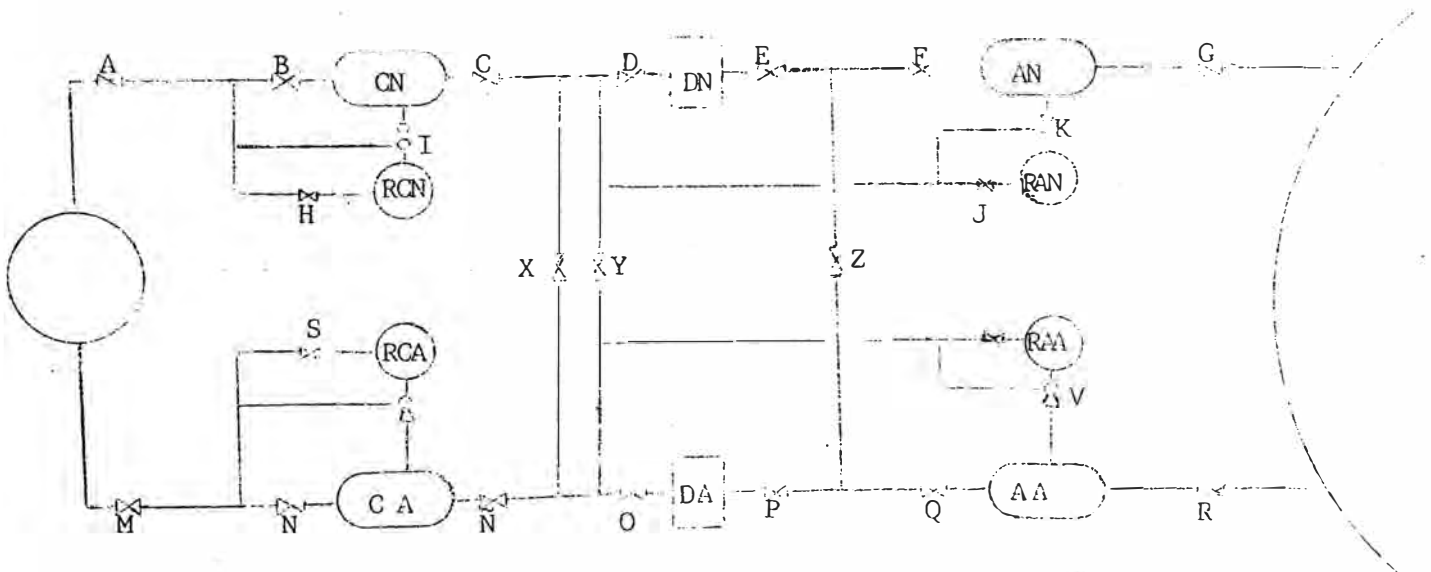 A B C D E F G
CN DN AN
I K
RCN RAN
H J
X Y Z
S
RCA RAA
V
CA DA AA
M N N O P Q R